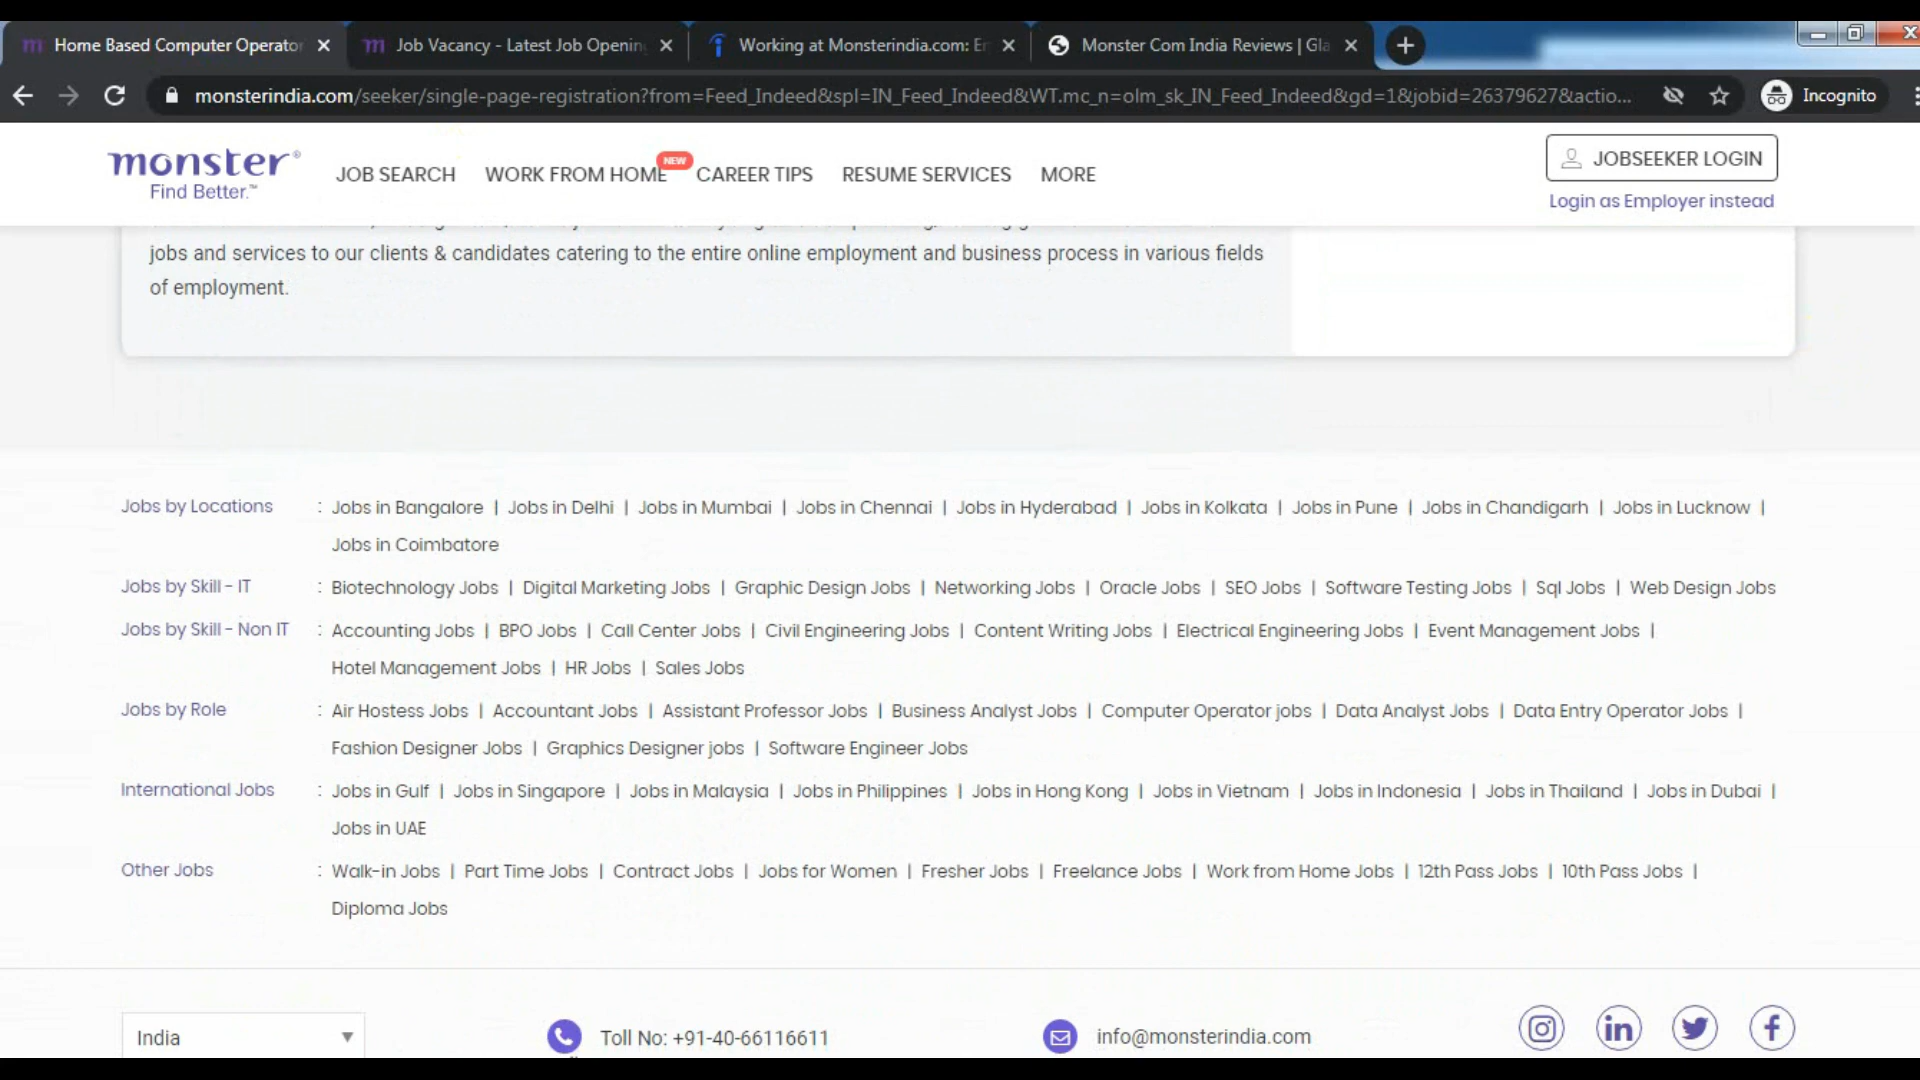 Home Based Computer Operator
Job Vacancy - Latest Job Opening
Working at Monsterindia.com: E
Monster Com India Reviews | Gla
monsterindia.com/seeker/single-page-registration?from=Feed_Indeed&spl=IN_Feed_Indeed&WT.mc_n=olm_sk_IN_Feed_Indeed&gd=1&jobid=26379627&actio...
Incognito
monster®
Find Better.™
JOB SEARCH
WORK FROM HOME
NEW
CAREER TIPS
RESUME SERVICES
MORE
JOBSEEKER LOGIN
Login as Employer instead
jobs and services to our clients & candidates catering to the entire online employment and business process in various fields
of employment.
Jobs by Locations : Jobs in Bangalore | Jobs in Delhi | Jobs in Mumbai | Jobs in Chennai | Jobs in Hyderabad | Jobs in Kolkata | Jobs in Pune | Jobs in Chandigarh | Jobs in Lucknow |
Jobs in Coimbatore
Jobs by Skill - IT : Biotechnology Jobs | Digital Marketing Jobs | Graphic Design Jobs | Networking Jobs | Oracle Jobs | SEO Jobs | Software Testing Jobs | Sql Jobs | Web Design Jobs
Jobs by Skill - Non IT : Accounting Jobs | BPO Jobs | Call Center Jobs | Civil Engineering Jobs | Content Writing Jobs | Electrical Engineering Jobs | Event Management Jobs |
Hotel Management Jobs | HR Jobs | Sales Jobs
Jobs by Role : Air Hostess Jobs | Accountant Jobs | Assistant Professor Jobs | Business Analyst Jobs | Computer Operator jobs | Data Analyst Jobs | Data Entry Operator Jobs |
Fashion Designer Jobs | Graphics Designer jobs | Software Engineer Jobs
International Jobs : Jobs in Gulf | Jobs in Singapore | Jobs in Malaysia | Jobs in Philippines | Jobs in Hong Kong | Jobs in Vietnam | Jobs in Indonesia | Jobs in Thailand | Jobs in Dubai |
Jobs in UAE
Other Jobs : Walk-in Jobs | Part Time Jobs | Contract Jobs | Jobs for Women | Fresher Jobs | Freelance Jobs | Work from Home Jobs | 12th Pass Jobs | 10th Pass Jobs |
Diploma Jobs
India
Toll No: +91-40-66116611
info@monsterindia.com